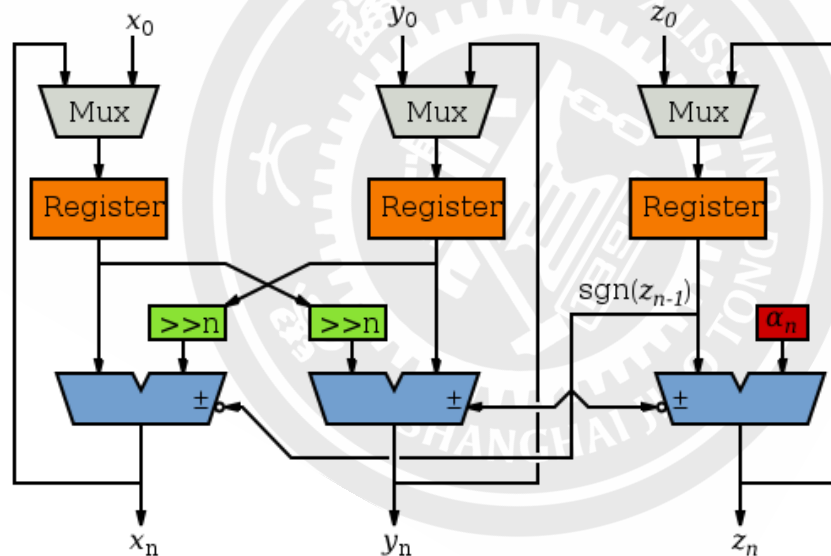 x₀ y₀ z₀
Mux Mux Mux
Register Register Register
sgn(zₙ₋₁)
>>n >>n αₙ
± ± ±
SHANGHAI JIAO TONG
xₙ yₙ zₙ